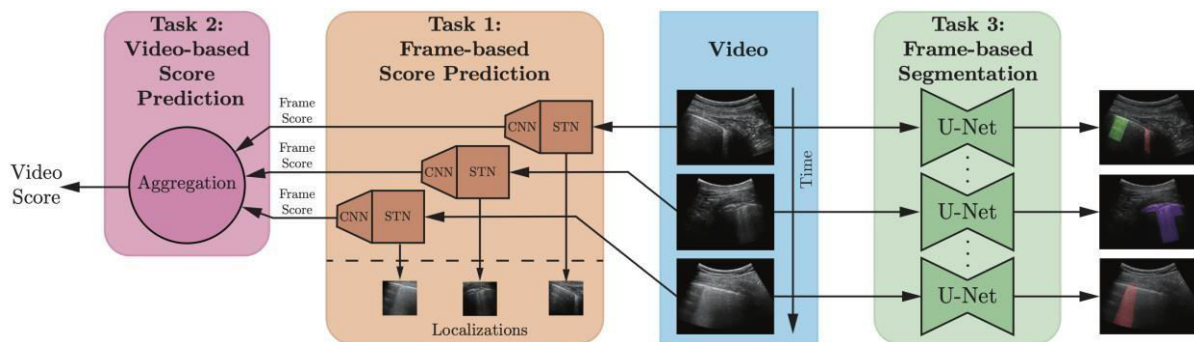 Task 2:
Video-based
Score
Prediction
Task 1:
Frame-based
Score Prediction
Video
Task 3:
Frame-based
Segmentation
Frame
Score
Frame
Score
Frame
Score
CNN
STN
CNN
STN
CNN
STN
Aggregation
Video
Score
Localizations
Time
U-Net
U-Net
U-Net